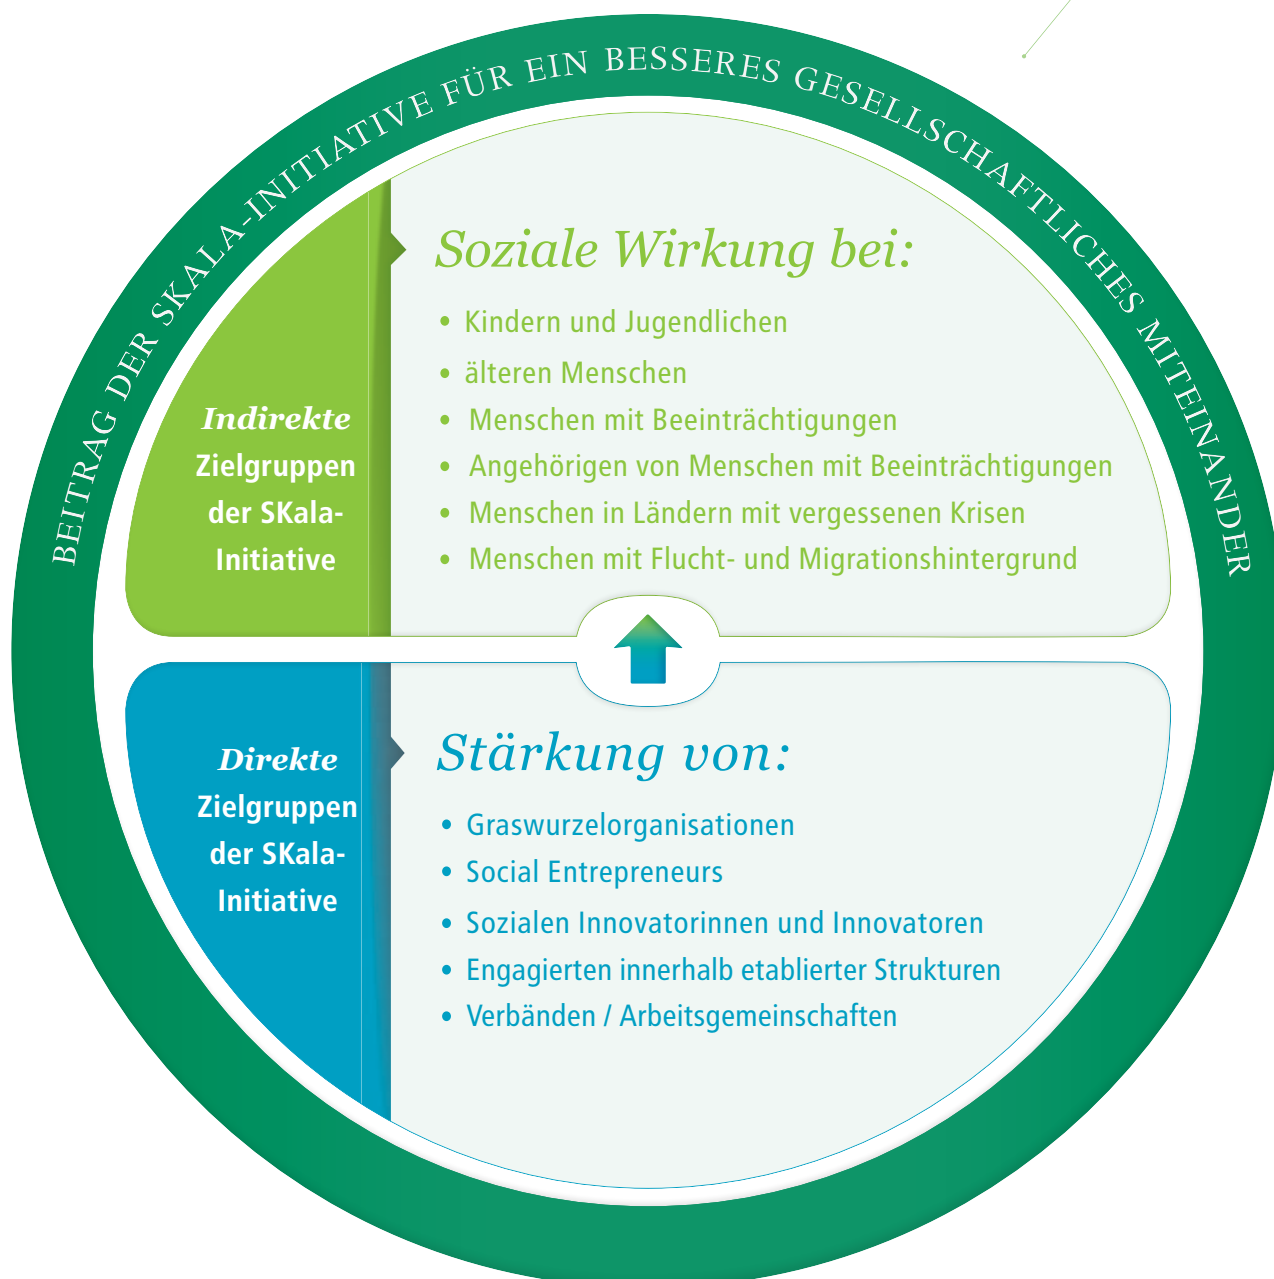 BEITRAG DER SKALA-INITIATIVE FÜR EIN BESSERES GESELLSCHAFTLICHES MITEINANDER
Indirekte
Zielgruppen
der SKala-
Initiative
Soziale Wirkung bei:
• Kindern und Jugendlichen
• älteren Menschen
• Menschen mit Beeinträchtigungen
• Angehörigen von Menschen mit Beeinträchtigungen
• Menschen in Ländern mit vergessenen Krisen
• Menschen mit Flucht- und Migrationshintergrund
Direkte
Zielgruppen
der SKala-
Initiative
Stärkung von:
• Graswurzelorganisationen
• Social Entrepreneurs
• Sozialen Innovatorinnen und Innovatoren
• Engagierten innerhalb etablierter Strukturen
• Verbänden / Arbeitsgemeinschaften